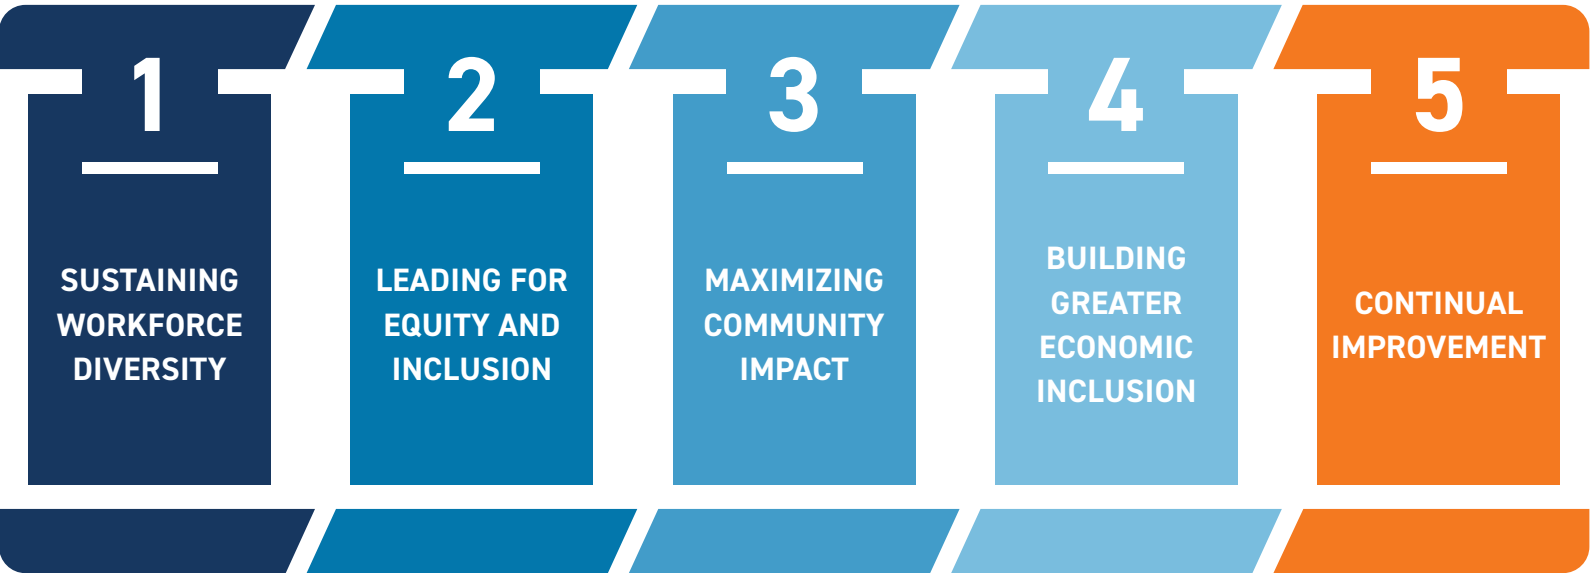 1
SUSTAINING
WORKFORCE
DIVERSITY
2
LEADING FOR
EQUITY AND
INCLUSION
3
MAXIMIZING
COMMUNITY
IMPACT
4
BUILDING
GREATER
ECONOMIC
INCLUSION
5
CONTINUAL
IMPROVEMENT